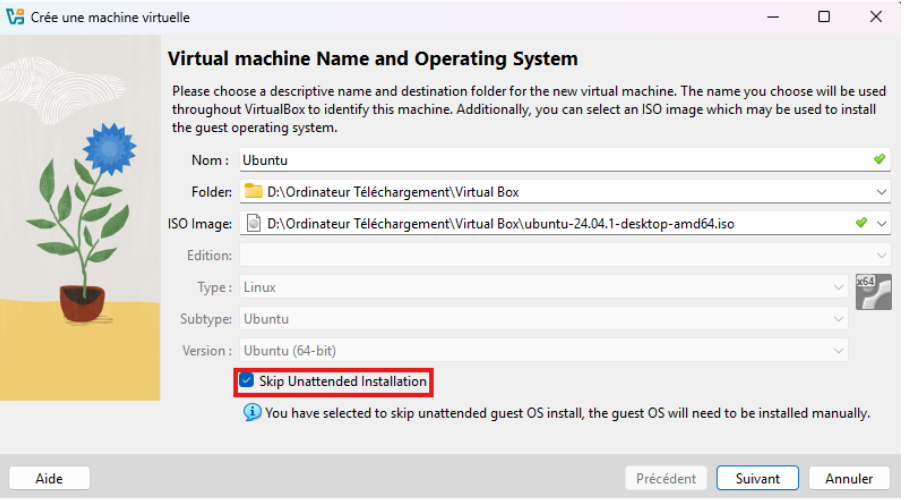 Crée une machine virtuelle
Virtual machine Name and Operating System
Please choose a descriptive name and destination folder for the new virtual machine. The name you choose will be used
throughout VirtualBox to identify this machine. Additionally, you can select an ISO image which may be used to install
the guest operating system.
Nom : Ubuntu
Folder: D:\Ordinateur Téléchargement\Virtual Box
ISO Image: D:\Ordinateur Téléchargement\Virtual Box\ubuntu-24.04.1-desktop-amd64.iso
Edition:
Type : Linux
x64
Subtype: Ubuntu
Version : Ubuntu (64-bit)
Skip Unattended Installation
You have selected to skip unattended guest OS install, the guest OS will need to be installed manually.
Aide Précédent Suivant Annuler